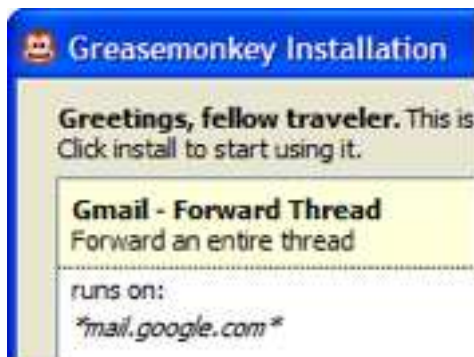 Greasemonkey Installation
Greetings, fellow traveler. This is
Click install to start using it.
Gmail - Forward Thread
Forward an entire thread
runs on:
*mail.google.com*